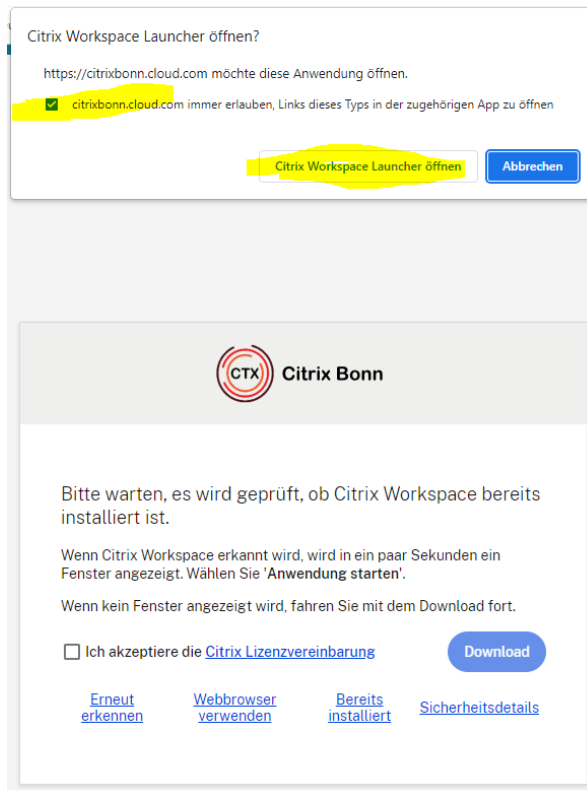 Citrix Workspace Launcher öffnen?
https://citrixbonn.cloud.com möchte diese Anwendung öffnen.
citrixbonn.cloud.com immer erlauben, Links dieses Typs in der zugehörigen App zu öffnen
Citrix Workspace Launcher öffnen
Abbrechen
CTX Citrix Bonn
Bitte warten, es wird geprüft, ob Citrix Workspace bereits
installiert ist.
Wenn Citrix Workspace erkannt wird, wird in ein paar Sekunden ein
Fenster angezeigt. Wählen Sie 'Anwendung starten'.
Wenn kein Fenster angezeigt wird, fahren Sie mit dem Download fort.
Ich akzeptiere die Citrix Lizenzvereinbarung
Download
Erneut
erkennen
Webbrowser
verwenden
Bereits
installiert
Sicherheitsdetails